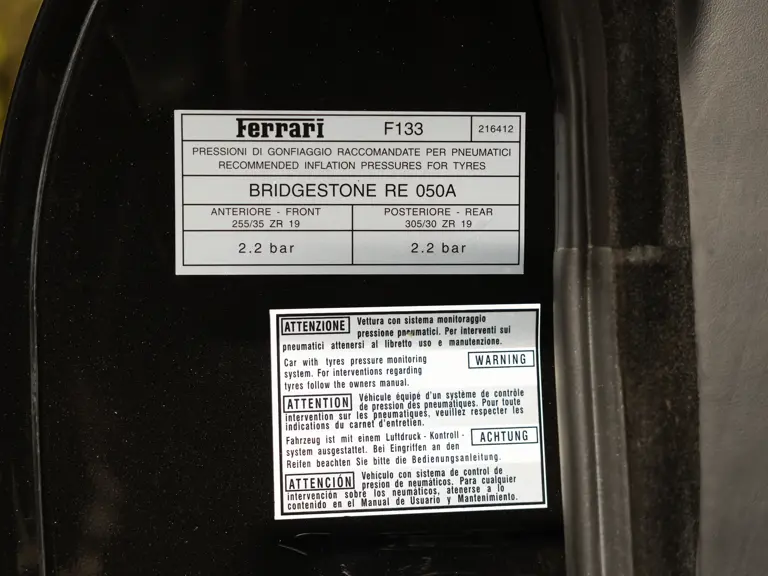 Ferrari F133 216412
PRESSIONI DI GONFIAGGIO RACCOMANDATE PER PNEUMATICI
RECOMMENDED INFLATION PRESSURES FOR TYRES
BRIDGESTONE RE 050A
ANTERIORE - FRONT
255/35 ZR 19
POSTERIORE - REAR
305/30 ZR 19
2.2 bar
2.2 bar
ATTENZIONE Vettura con sistema monitoraggio
pressione pneumatici. Per interventi sui
pneumatici attenersi al libretto uso e manutenzione.
Car with tyres pressure monitoring
system. For interventions regarding
tyres follow the owners manual.
WARNING
ATTENTION Véhicule équipé d'un système de contrôle
de pression des pneumatiques. Pour toute
intervention sur les pneumatiques, veuillez respecter les
indications du carnet d'entretien.
Fahrzeug ist mit einem Luftdruck - Kontroll -
system ausgestattet. Bei Eingriffen an den
Reifen beachten Sie bitte die Bedienungsanleitung.
ACHTUNG
ATTENCIÓN Vehículo con sistema de control de
presion de neumáticos. Para cualquier
intervención sobre los neumáticos, atenerse a lo
contenido en el Manual de Usuario y Mantenimiento.